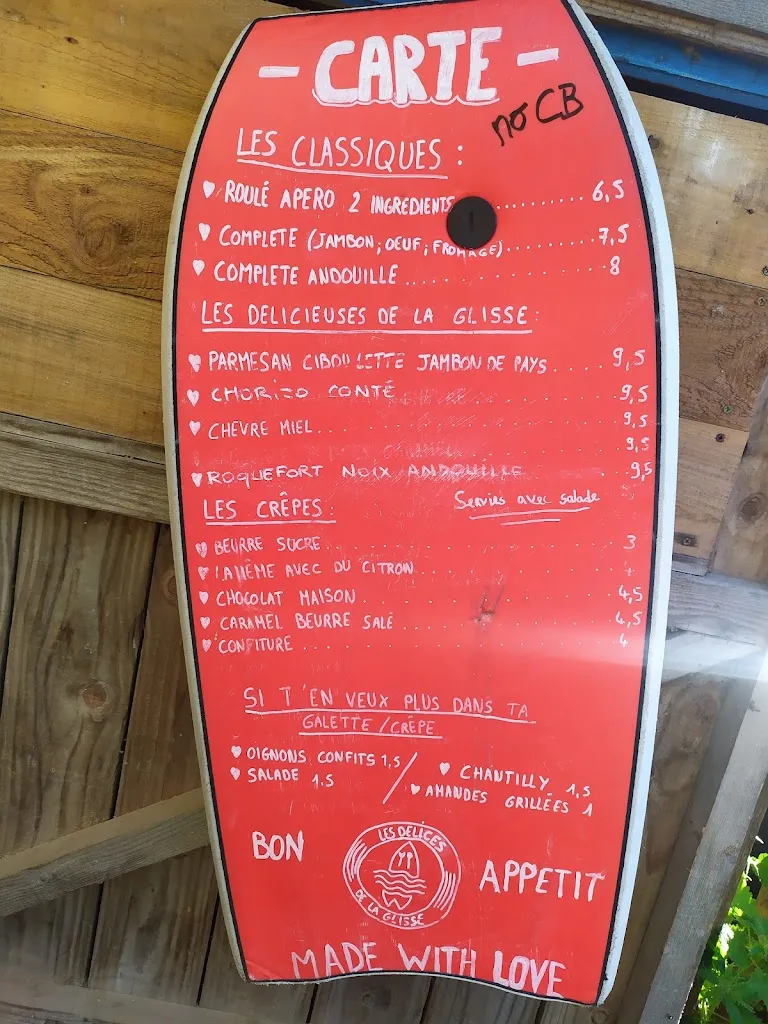 - CARTE -
no CB
LES CLASSIQUES :
ROULÉ APERO 2 INGREDIENTS ......... 6,5
COMPLETE (JAMBON; OEUF; FROMAGE) ......... 7,5
COMPLETE ANDOUILLE ......... 8
LES DELICIEUSES DE LA GLISSE :
PARMESAN CIBOULETTE JAMBON DE PAYS ..... 9,5
CHORIZO CONTÉ ..... 9,5
CHEVRE MIEL ..... 9,5
9,5
ROQUEFORT NOIX ANDOUILLE ..... 9,5
LES CRÊPES :
Servies avec salade
BEURRE SUCRE ..... 3
LA MÊME AVEC DU CITRON .....
CHOCOLAT MAISON ..... 4,5
CARAMEL BEURRE SALÉ ..... 4,5
CONFITURE ..... 4
SI T'EN VEUX PLUS DANS TA
GALETTE/CRÊPE
OIGNONS CONFITS 1,5
SALADE 1.5
CHANTILLY 1,5
AMANDES GRILLÉES 1
BON
LES DELICES
DE LA GLISSE
APPETIT
MADE WITH LOVE